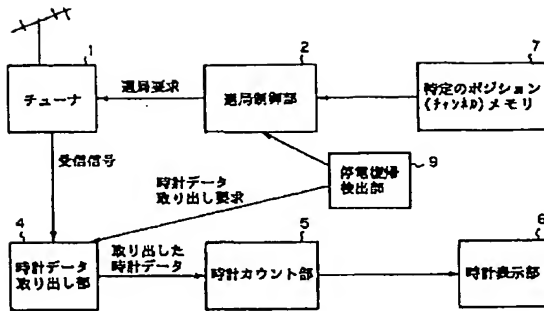 1
チューナ
選局要求
2
選局制御部
7
特定のポジション
(チャンネル)メモリ
受信信号
時計データ
取り出し要求
停電復帰
検出部
9
4
時計データ
取り出し部
取り出した
時計データ
5
時計カウント部
6
時計表示部